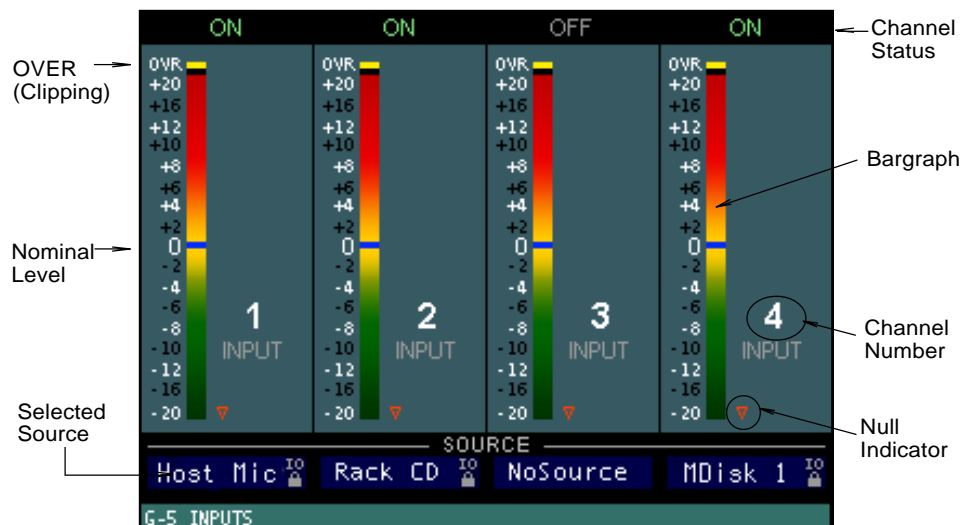 ON ON OFF ON
Channel
Status
OVER
(Clipping)
Nominal
Level
Selected
Source
Bargraph
Channel
Number
Null
Indicator
OVR OVR OVR OVR
+20 +20 +20 +20
+16 +16 +16 +16
+12 +12 +12 +12
+10 +10 +10 +10
+8 +8 +8 +8
+6 +6 +6 +6
+4 +4 +4 +4
+2 +2 +2 +2
0 0 0 0
-2 -2 -2 -2
-4 -4 -4 -4
-6 -6 -6 -6
1 2 3 4
-8 -8 -8 -8
INPUT INPUT INPUT INPUT
-10 -10 -10 -10
-12 -12 -12 -12
-16 -16 -16 -16
-20 -20 -20 -20
SOURCE
Host Mic IO Rack CD IO NoSource MDisk 1 IO
G-5 INPUTS